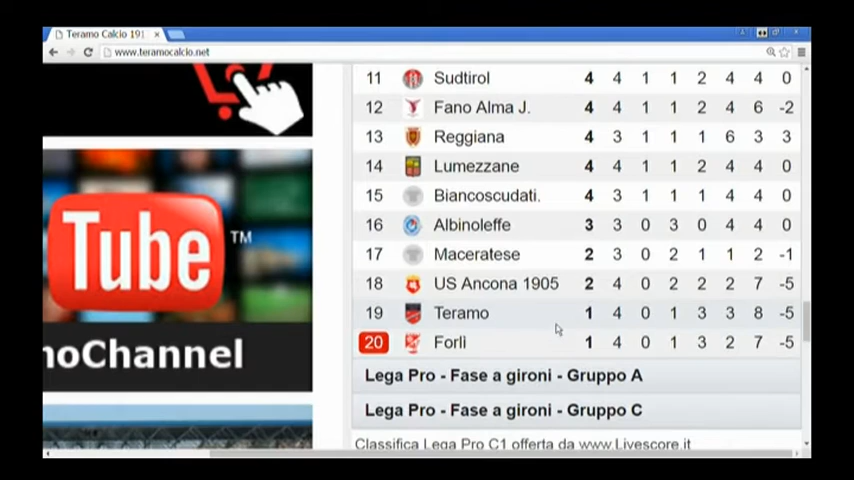 Teramo Calcio 191
www.teramocalcio.net
11 Sudtirol 4 4 1 1 2 4 4 0
12 Fano Alma J. 4 4 1 1 2 4 6 -2
13 Reggiana 4 3 1 1 1 6 3 3
14 Lumezzane 4 4 1 1 2 4 4 0
15 Biancoscudati. 4 3 1 1 1 4 4 0
16 Albinoleffe 3 3 0 3 0 4 4 0
17 Maceratese 2 3 0 2 1 1 2 -1
18 US Ancona 1905 2 4 0 2 2 2 7 -5
19 Teramo 1 4 0 1 3 3 8 -5
20 Forlì 1 4 0 1 3 2 7 -5
Lega Pro - Fase a gironi - Gruppo A
Lega Pro - Fase a gironi - Gruppo C
Classifica Lega Pro C1 offerta da www.Livescore.it
Tube TM
noChannel